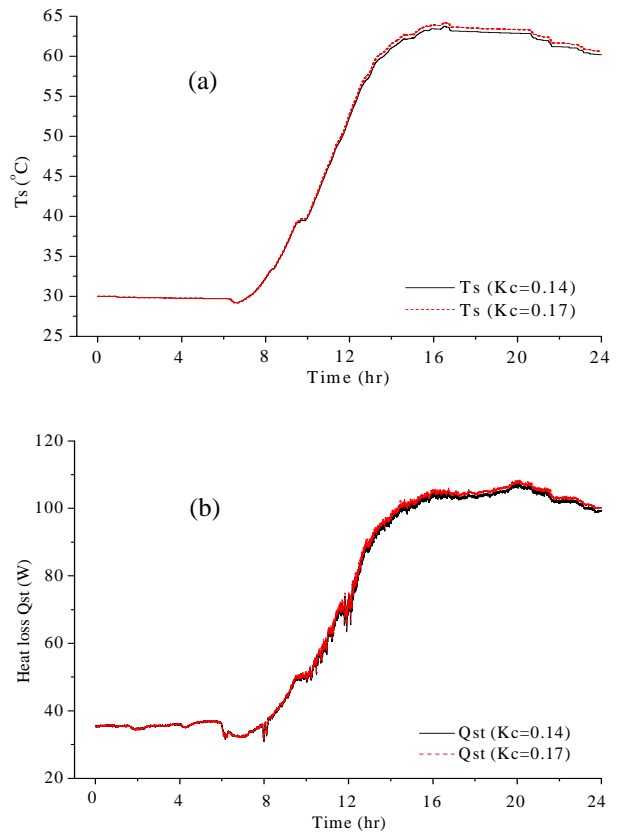 65
60
55
50
45
40
35
30
25
Ts (°C)
(a)
Ts (Kc=0.14)
Ts (Kc=0.17)
0 4 8 12 16 20 24
Time (hr)
120
100
80
60
40
20
Heat loss Qst (W)
(b)
Qst (Kc=0.14)
Qst (Kc=0.17)
0 4 8 12 16 20 24
Time (hr)